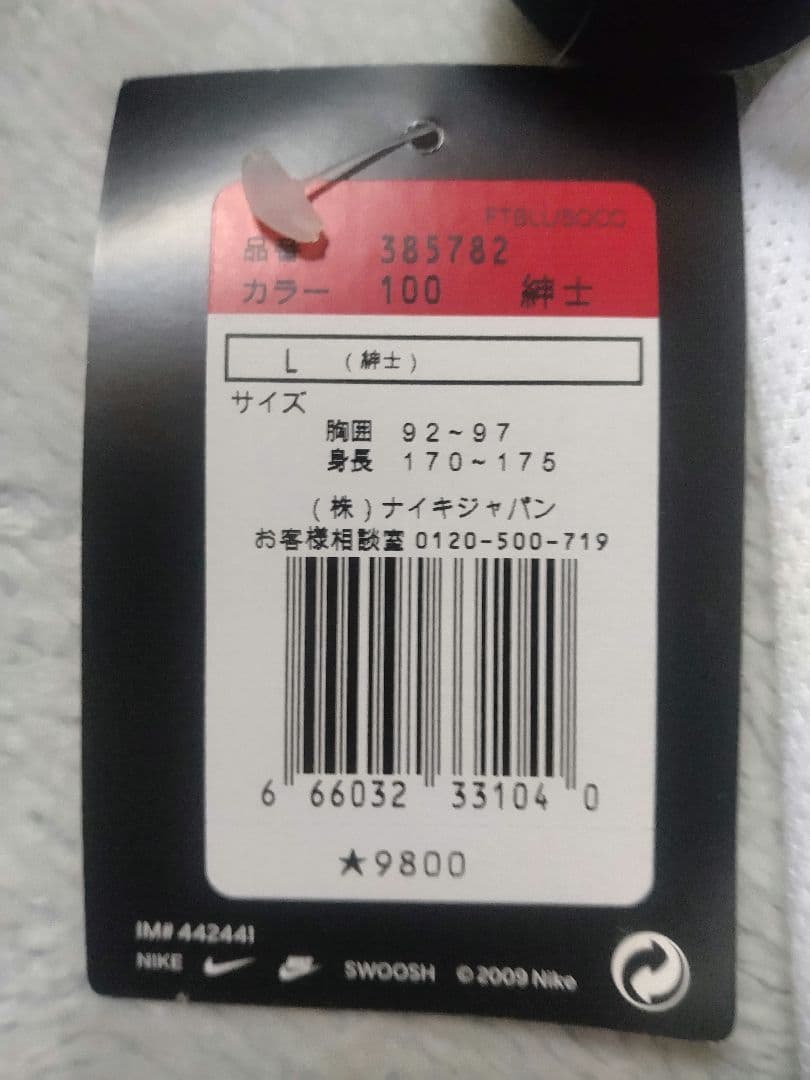 品番 385782
カラー 100 紳士
L (紳士)
サイズ
胸囲 92~97
身長 170~175
(株)ナイキジャパン
お客様相談室 0120-500-719
6 66032 33104 0
★9800
IM# 442441
NIKE SWOOSH © 2009 Nike